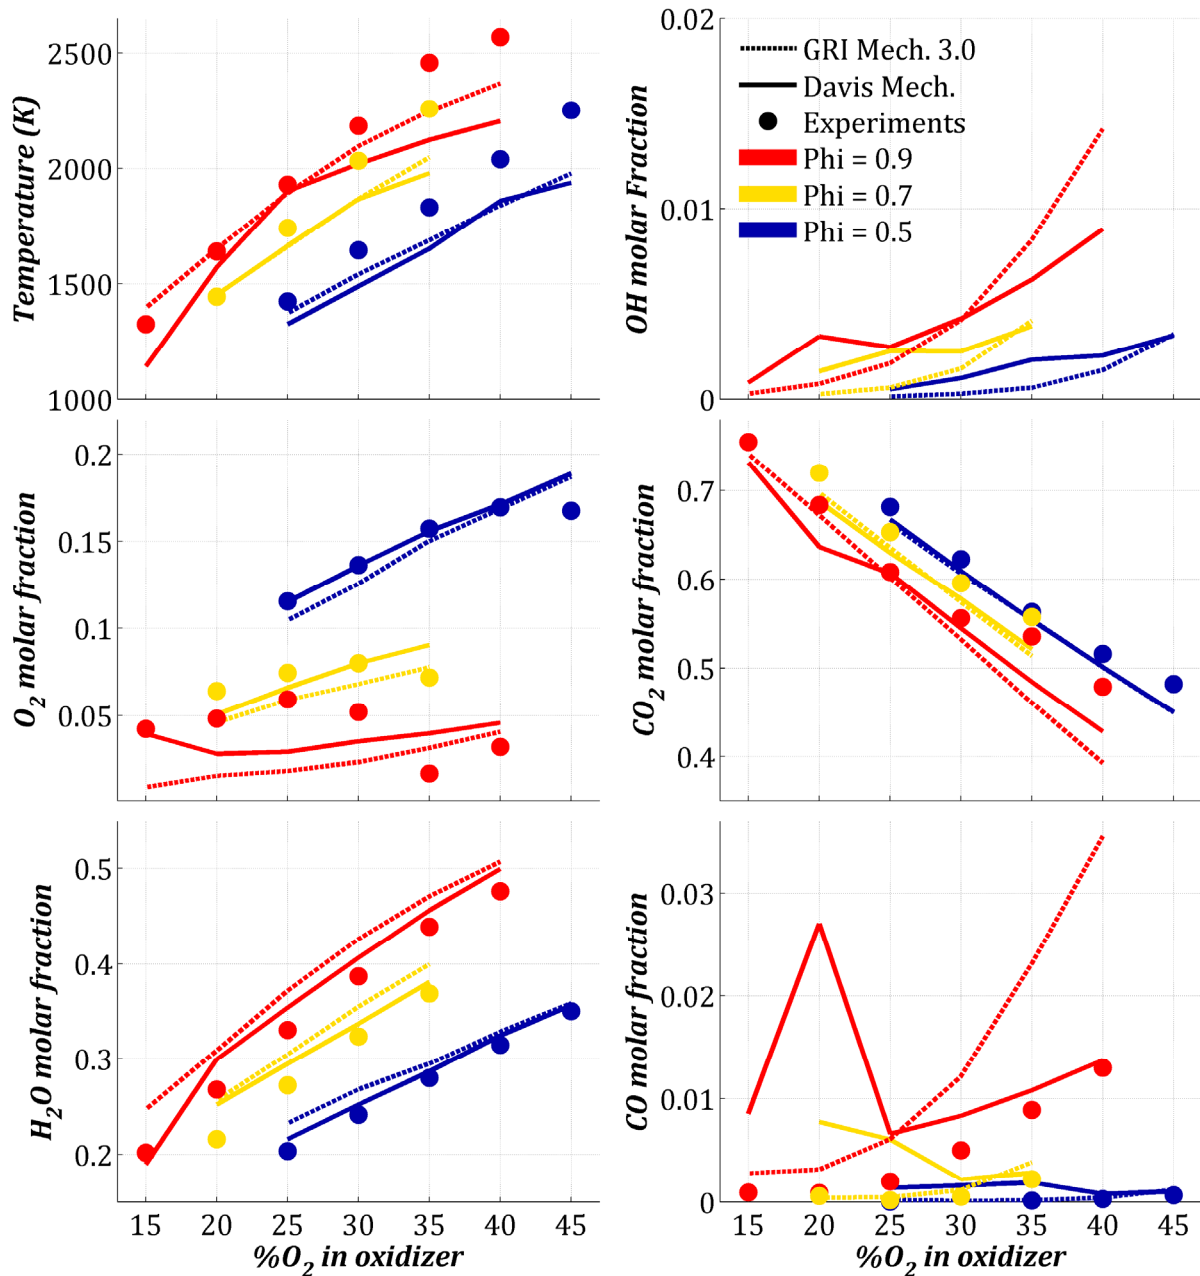 2500
2000
1500
1000
Temperature (K)
0.02
0.01
0
OH molar Fraction
GRI Mech. 3.0
Davis Mech.
Experiments
Phi = 0.9
Phi = 0.7
Phi = 0.5
0.2
0.15
0.1
0.05
O2 molar fraction
0.7
0.6
0.5
0.4
CO2 molar fraction
0.5
0.4
0.3
0.2
H2O molar fraction
15 20 25 30 35 40 45
%O2 in oxidizer
0.03
0.02
0.01
0
CO molar fraction
15 20 25 30 35 40 45
%O2 in oxidizer